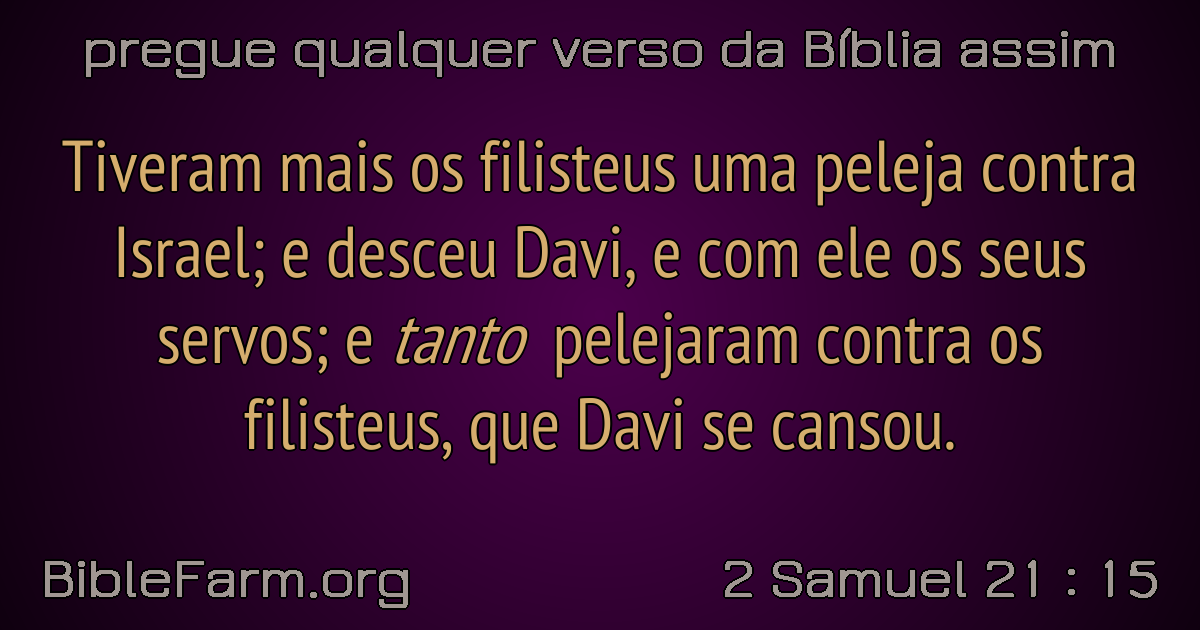 pregue qualquer verso da Bíblia assim
Tiveram mais os filisteus uma peleja contra
Israel; e desceu Davi, e com ele os seus
servos; e tanto pelejaram contra os
filisteus, que Davi se cansou.
BibleFarm.org
2 Samuel 21 : 15